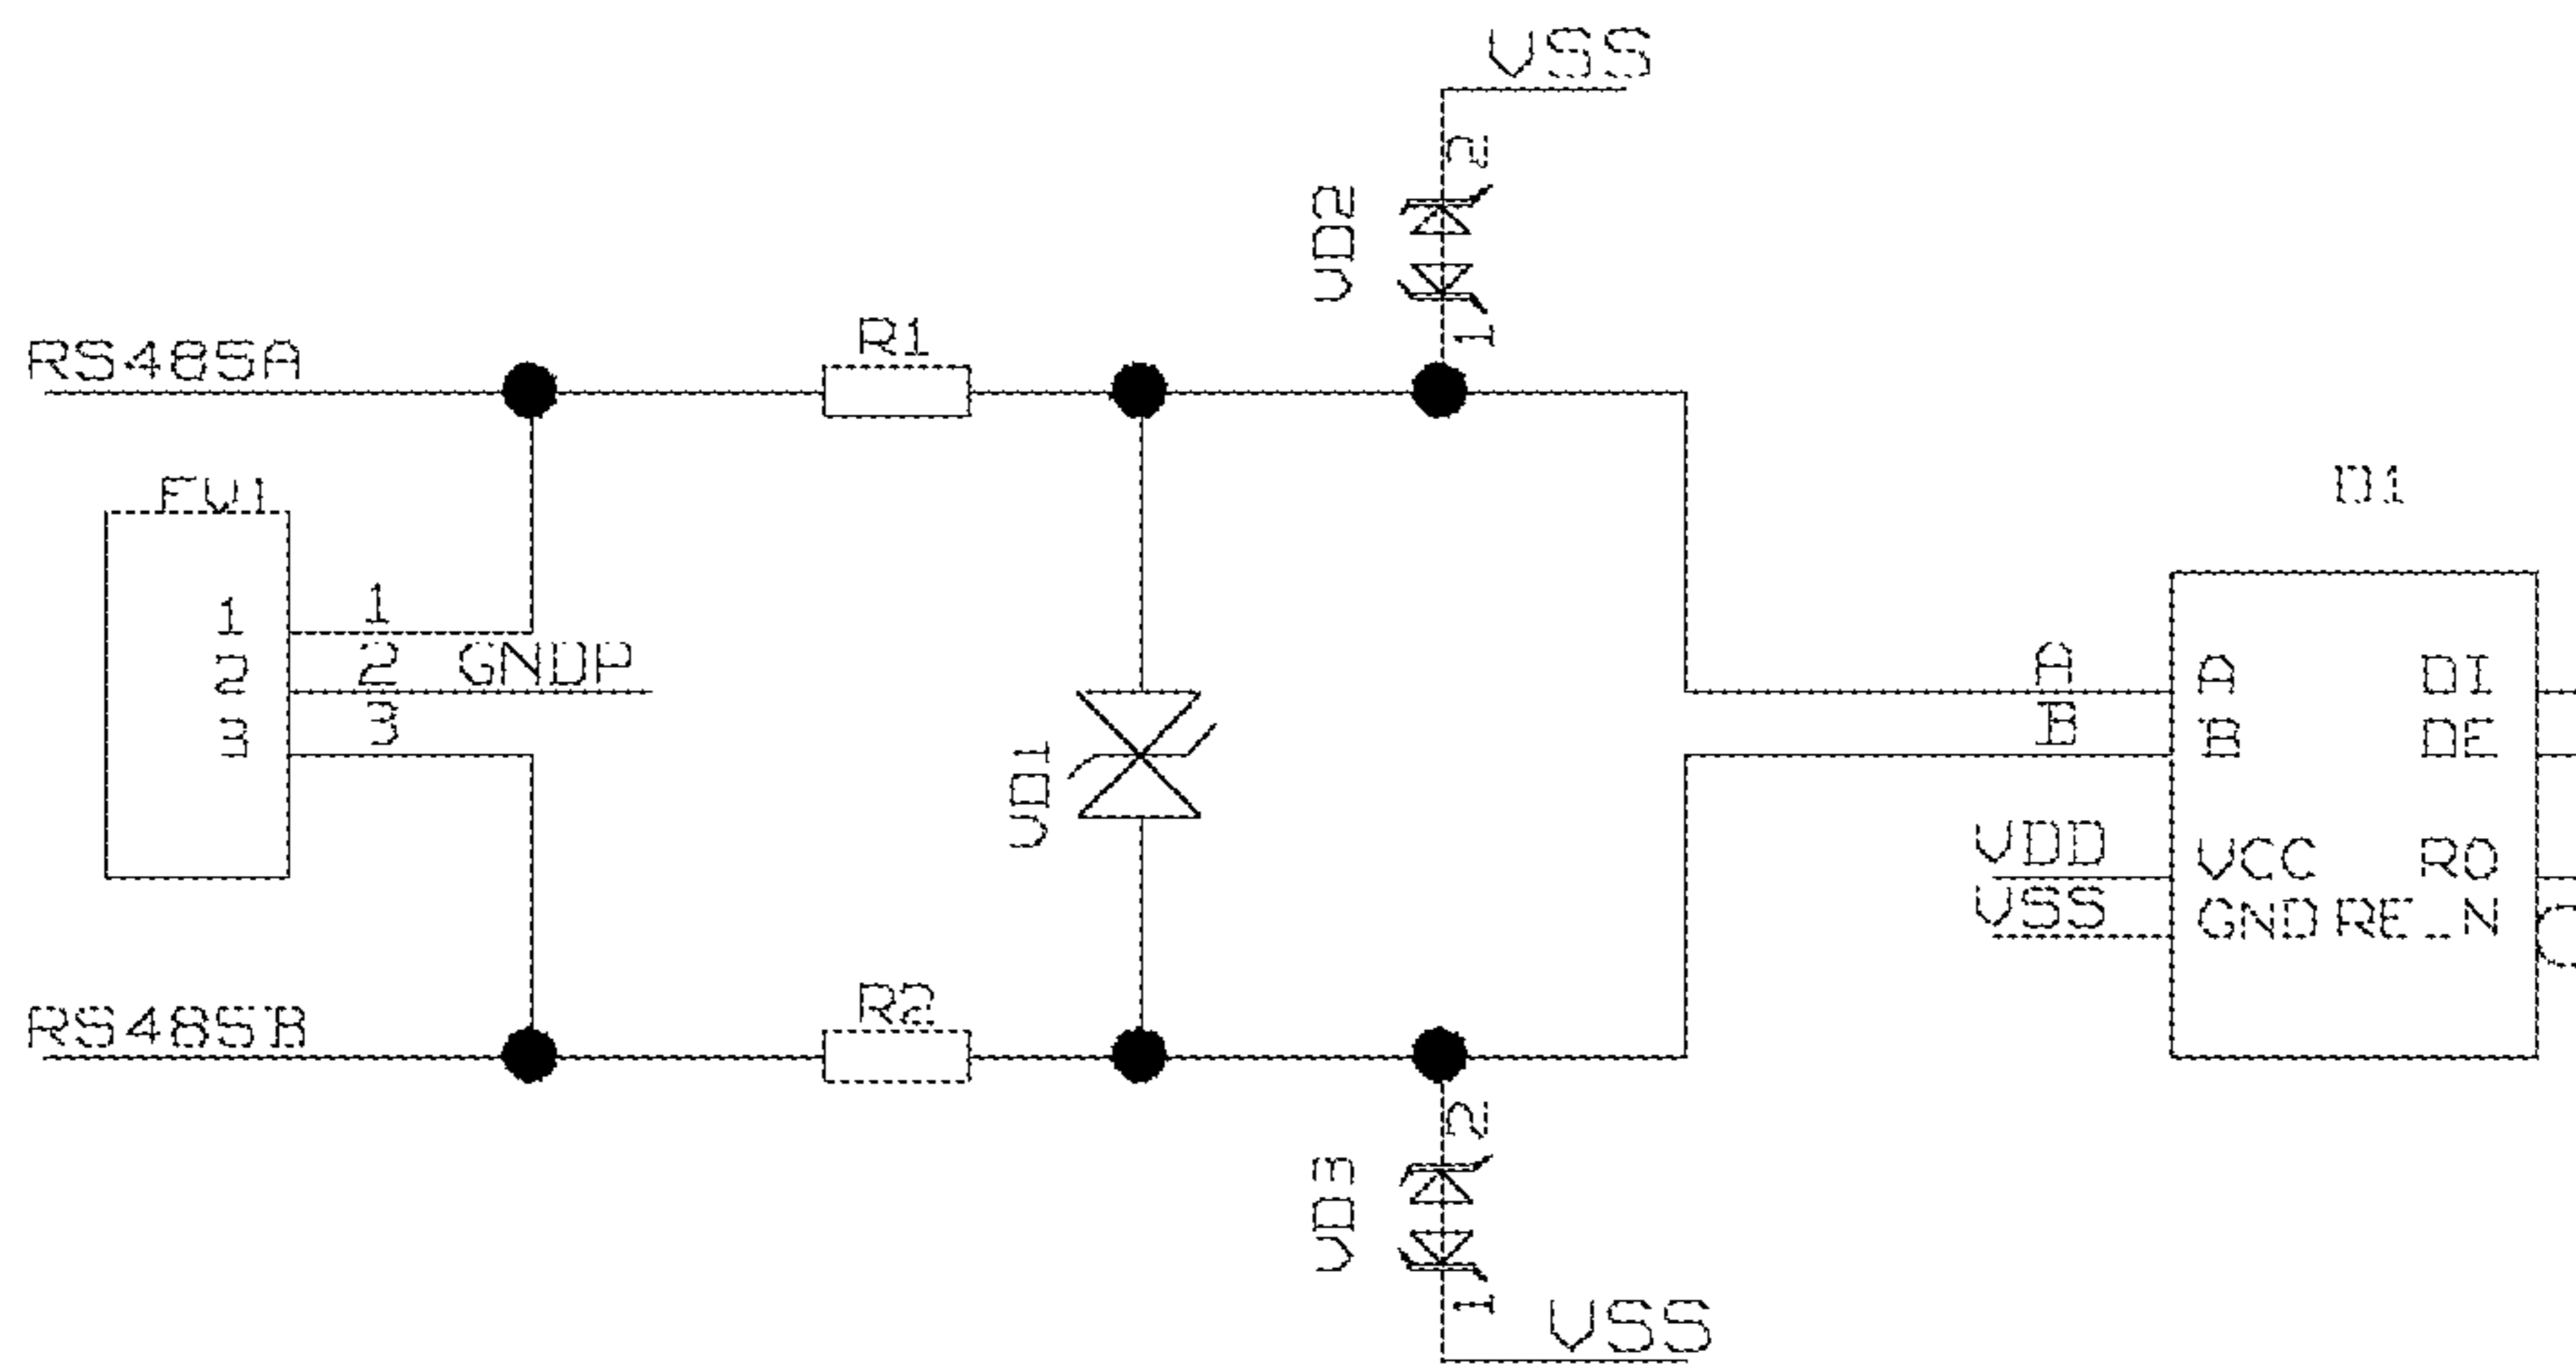 VSS
2
VD2
1
RS485A
R1
FV1
D1
1 1
2 2 GNDP
3 3
VD1
A A DI
B B DE
VDD VCC RO
VSS GND RE_N
RS485B
R2
2
VD3
1
VSS